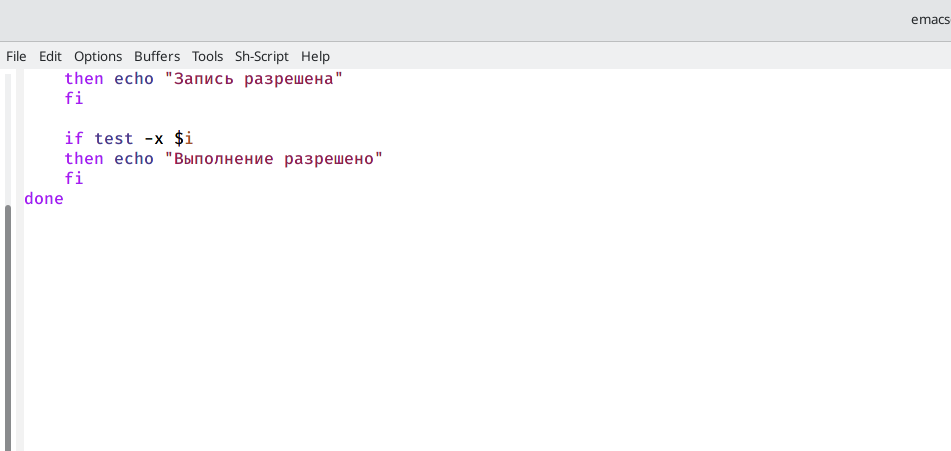 emacs
File Edit Options Buffers Tools Sh-Script Help
then echo "Запись разрешена"
fi
if test -x $i
then echo "Выполнение разрешено"
fi
done